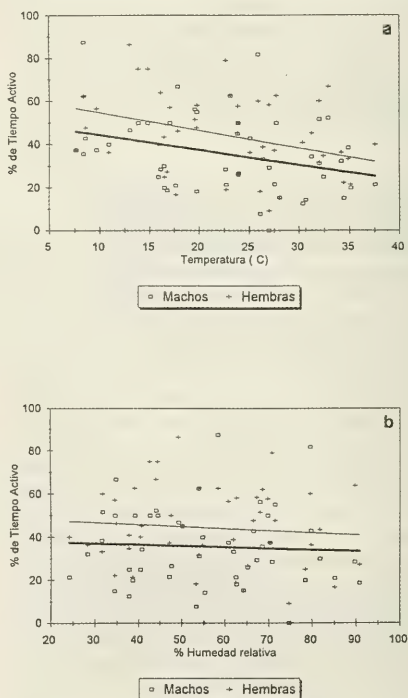 a
100
80
60
40
20
0
% de Tiempo Activo
5 10 15 20 25 30 35 40
Temperatura ( C)
Machos Hembras
b
100
80
60
40
20
0
% de Tiempo Activo
20 30 40 50 60 70 80 90 100
% Humedad relativa
Machos Hembras